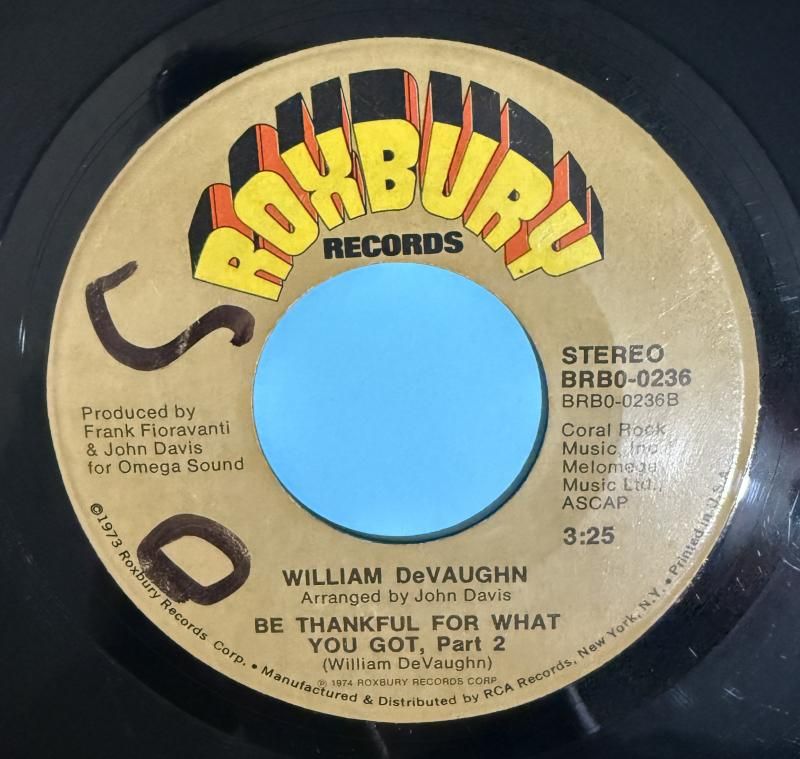 ROXBURY
RECORDS
STEREO
BRBO-0236
BRBO-0236B
Coral Rock
Music, Inc.
Melomega
Music Ltd.,
ASCAP
3:25
Produced by
Frank Fioravanti
& John Davis
for Omega Sound
WILLIAM DeVAUGHN
Arranged by John Davis
BE THANKFUL FOR WHAT
YOU GOT, Part 2
(William DeVaughn)
℗ 1974 ROXBURY RECORDS CORP
©1973 Roxbury Records Corp. • Manufactured & Distributed by RCA Records, New York, N.Y. • Printed in U.S.A.